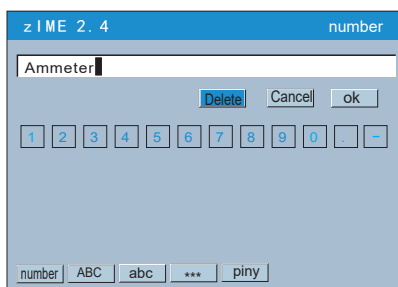 zIME 2.4 number
Ammeter
Delete Cancel ok
1 2 3 4 5 6 7 8 9 0 . －
number ABC abc *** piny